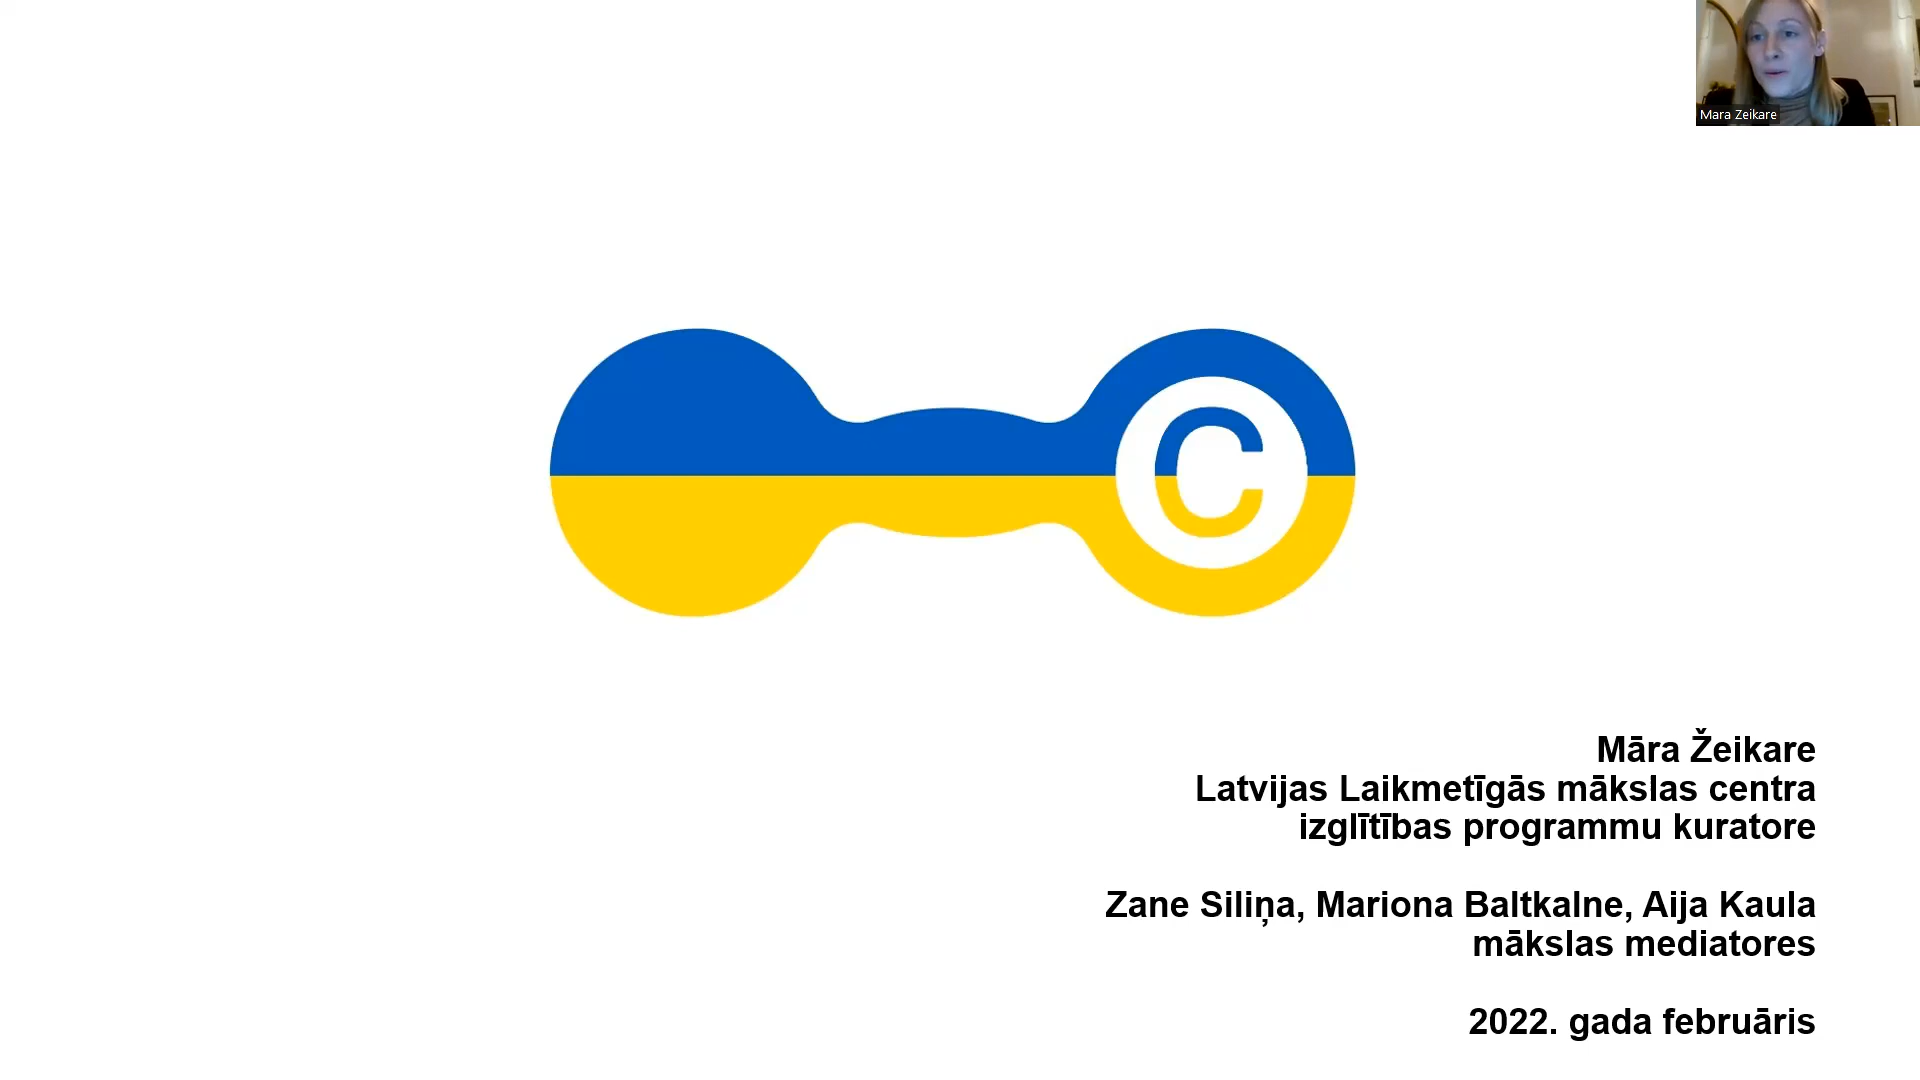 Mara Zeikare
C
Māra Žeikare
Latvijas Laikmetīgās mākslas centra
izglītības programmu kuratore
Zane Siliņa, Mariona Baltkalne, Aija Kaula
mākslas mediatores
2022. gada februāris